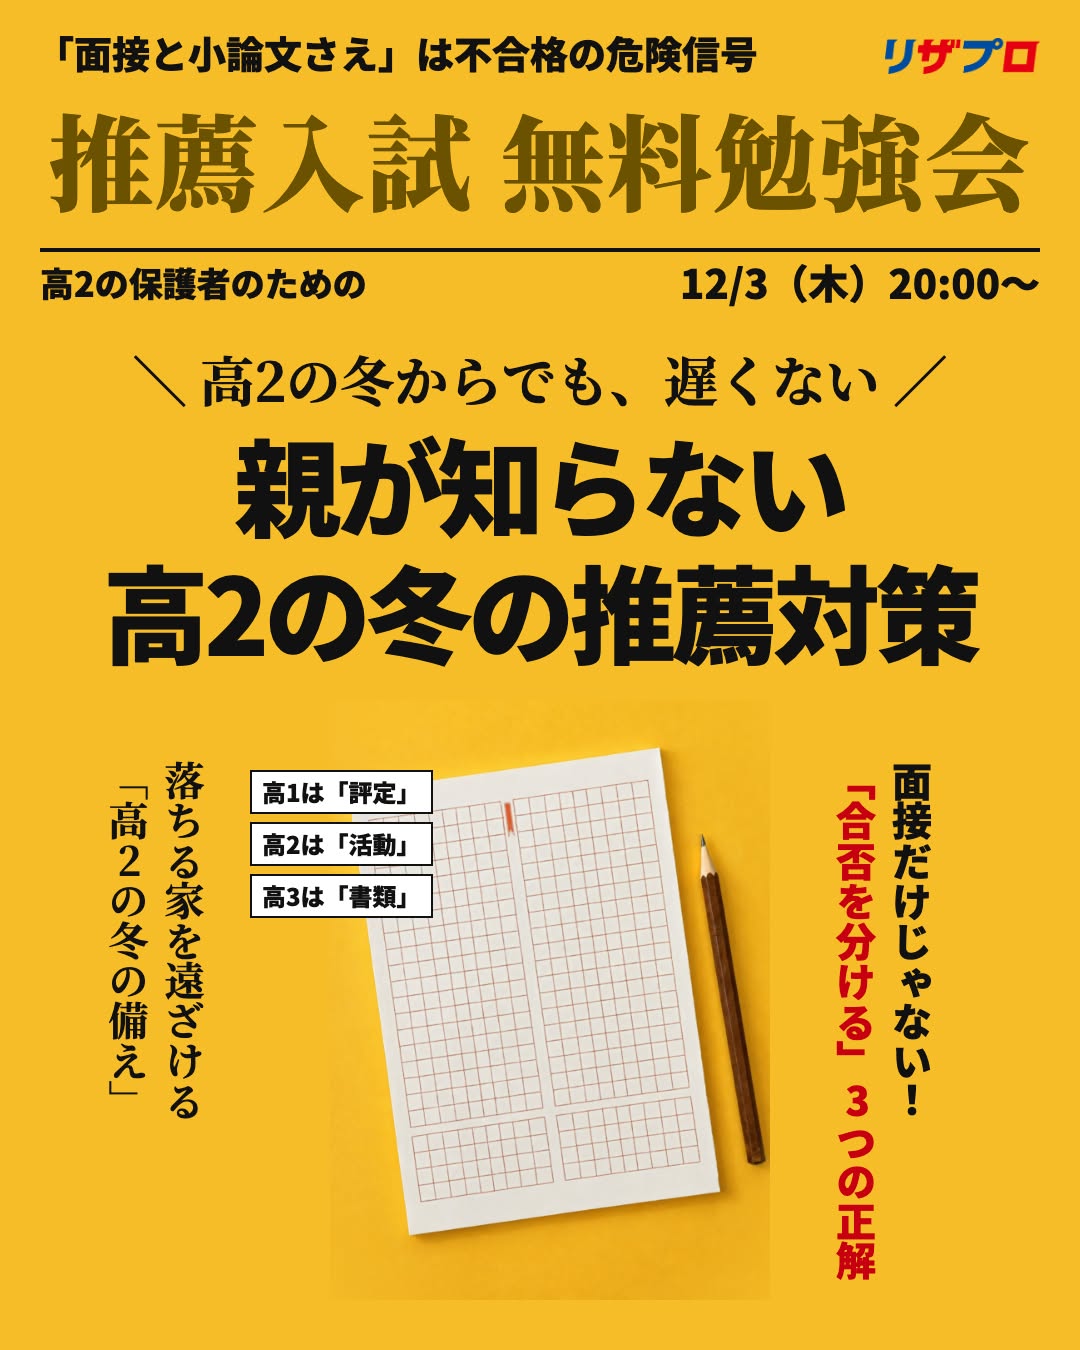 「面接と小論文さえ」は不合格の危険信号
リザプロ
推薦入試 無料勉強会
高2の保護者のための
12/3（木）20:00〜
＼ 高2の冬からでも、遅くない ／
親が知らない
高2の冬の推薦対策
面接だけじゃない！
「合否を分ける」3つの正解
高1は「評定」
高2は「活動」
高3は「書類」
落ちる家を遠ざける
「高2の冬の備え」